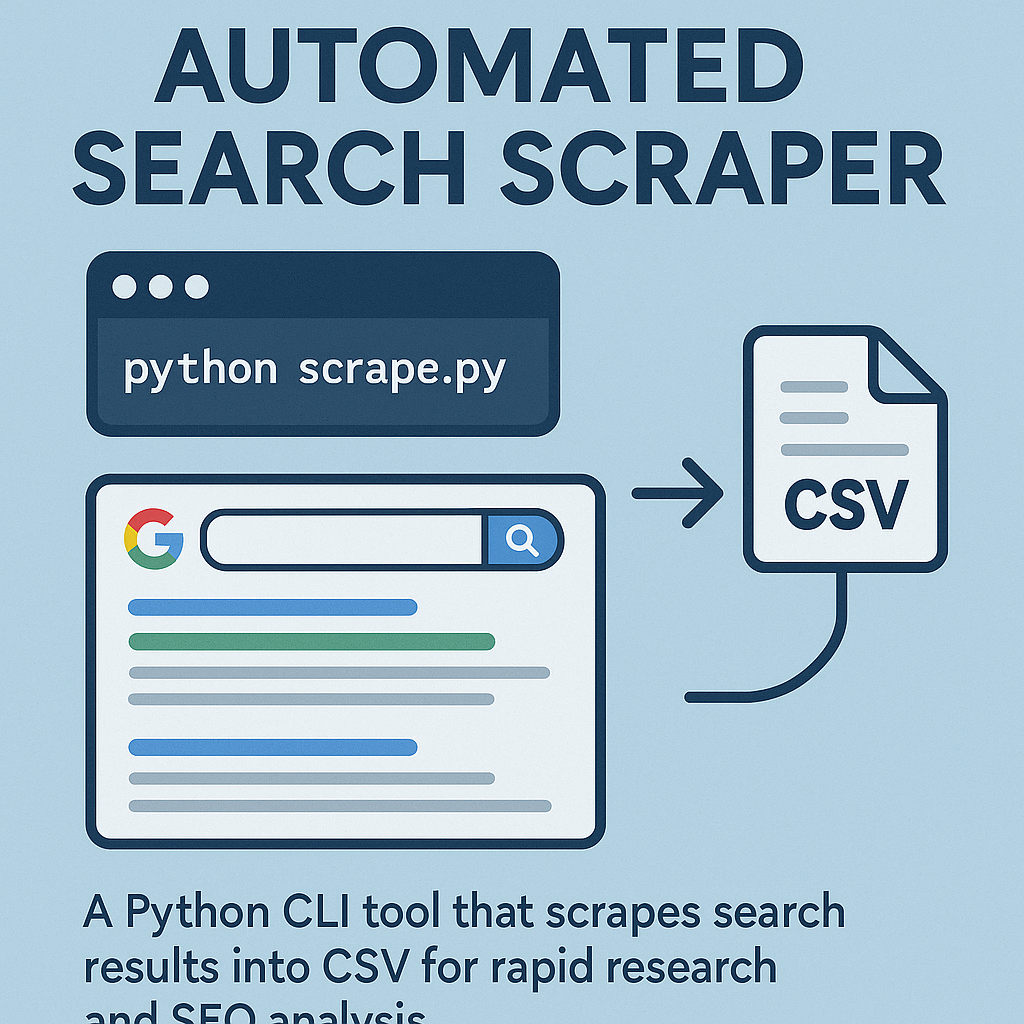 AUTOMATED
SEARCH SCRAPER
python scrape.py
G
CSV
A Python CLI tool that scrapes search
results into CSV for rapid research
and SEO analysis